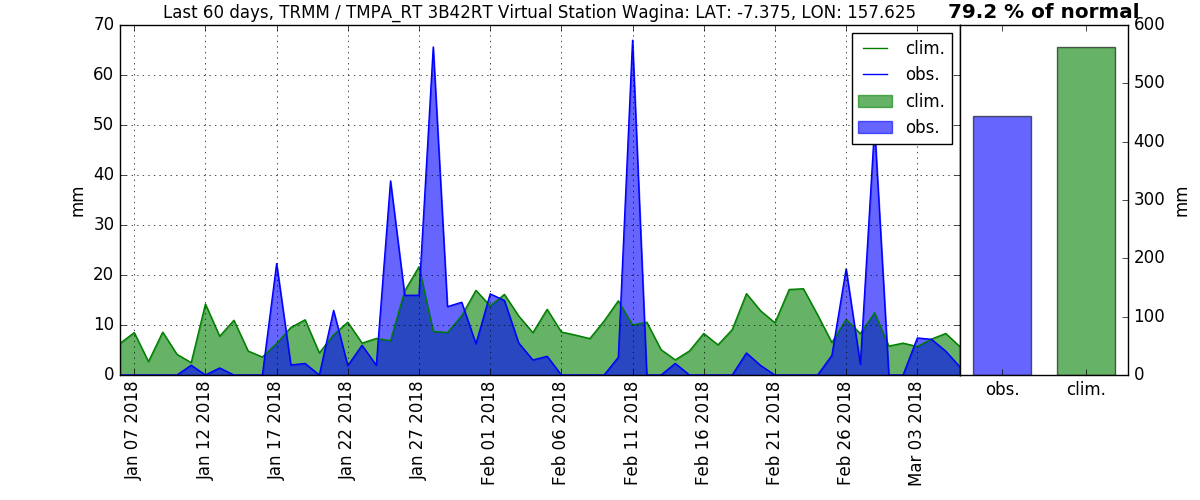 Last 60 days, TRMM / TMPA_RT 3B42RT Virtual Station Wagina: LAT: -7.375, LON: 157.625
79.2 % of normal
70
60
50
40
30
20
10
0
mm
clim.
obs.
clim.
obs.
Jan 07 2018
Jan 12 2018
Jan 17 2018
Jan 22 2018
Jan 27 2018
Feb 01 2018
Feb 06 2018
Feb 11 2018
Feb 16 2018
Feb 21 2018
Feb 26 2018
Mar 03 2018
600
500
400
300
200
100
0
mm
obs.
clim.